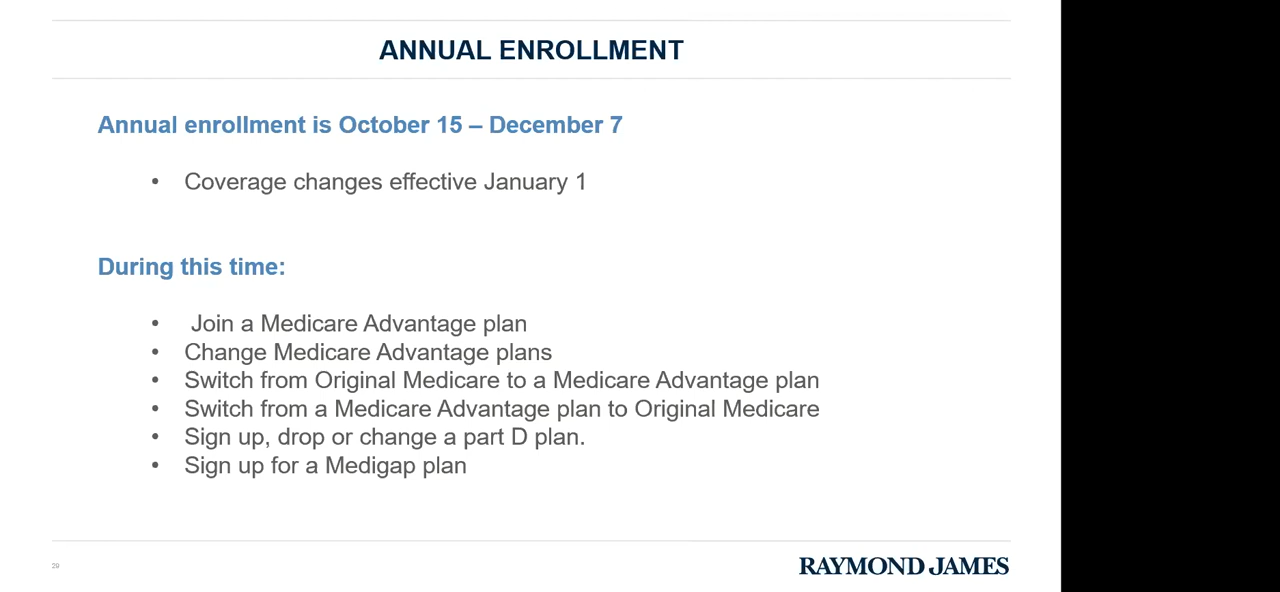 ANNUAL ENROLLMENT
Annual enrollment is October 15 – December 7
• Coverage changes effective January 1
During this time:
• Join a Medicare Advantage plan
• Change Medicare Advantage plans
• Switch from Original Medicare to a Medicare Advantage plan
• Switch from a Medicare Advantage plan to Original Medicare
• Sign up, drop or change a part D plan.
• Sign up for a Medigap plan
29
RAYMOND JAMES